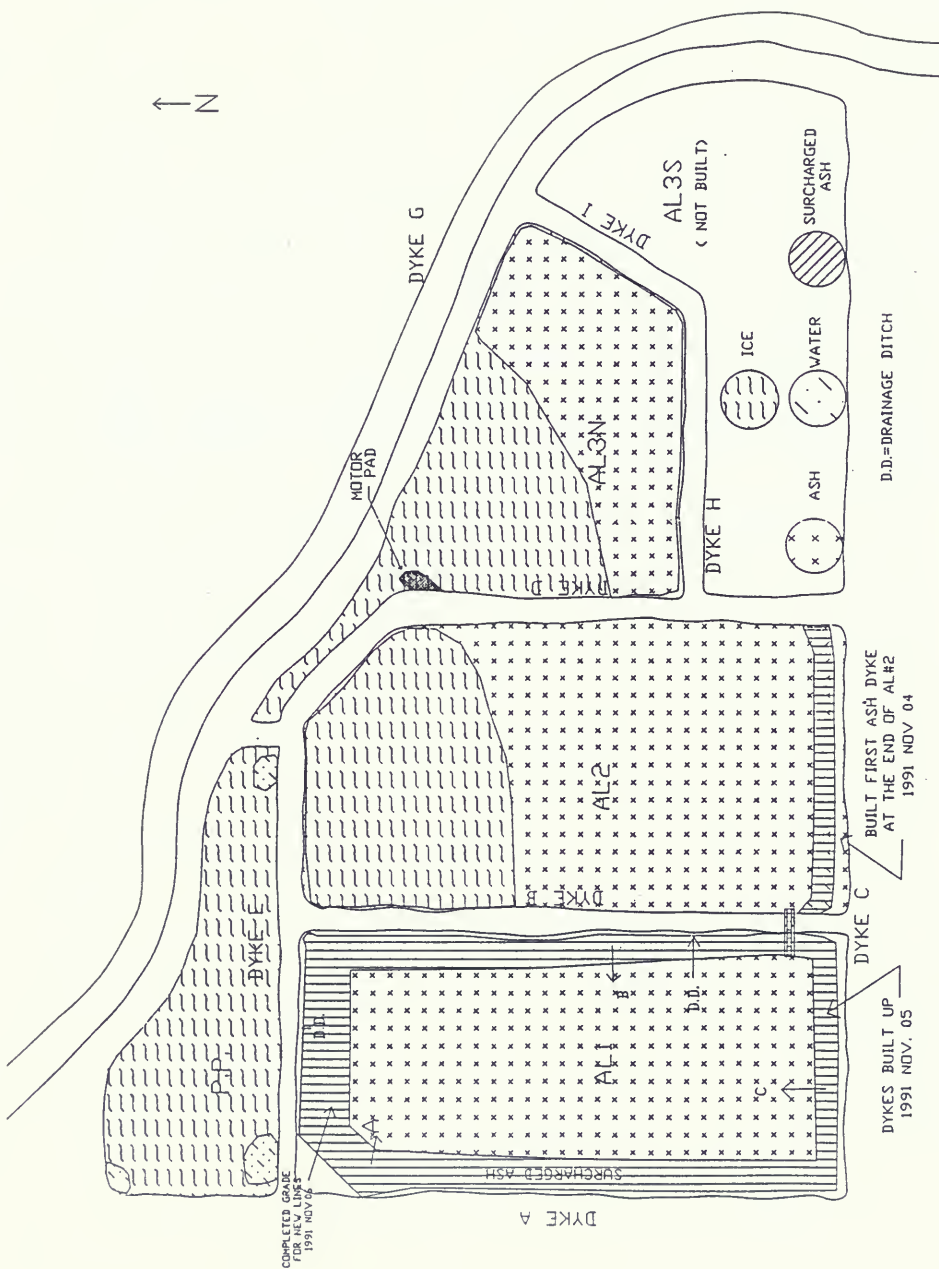 N
DYKE G
MOTOR
PAD
DYKE I
AL3S
( NOT BUILT)
AL3N
DYKE D
DYKE H
ICE
ASH
WATER
SURCHARGED
ASH
D.D.=DRAINAGE DITCH
DYKE E
P.P.
AL2
DYKE B
BUILT FIRST ASH DYKE
AT THE END OF AL#2
1991 NOV 04
DYKE C
COMPLETED GRADE
FOR NEW LINES
1991 NOV 06
D.D.
A
AL1
B
D.D.
C
SURCHARGED ASH
DYKE A
DYKES BUILT UP
1991 NOV. 05